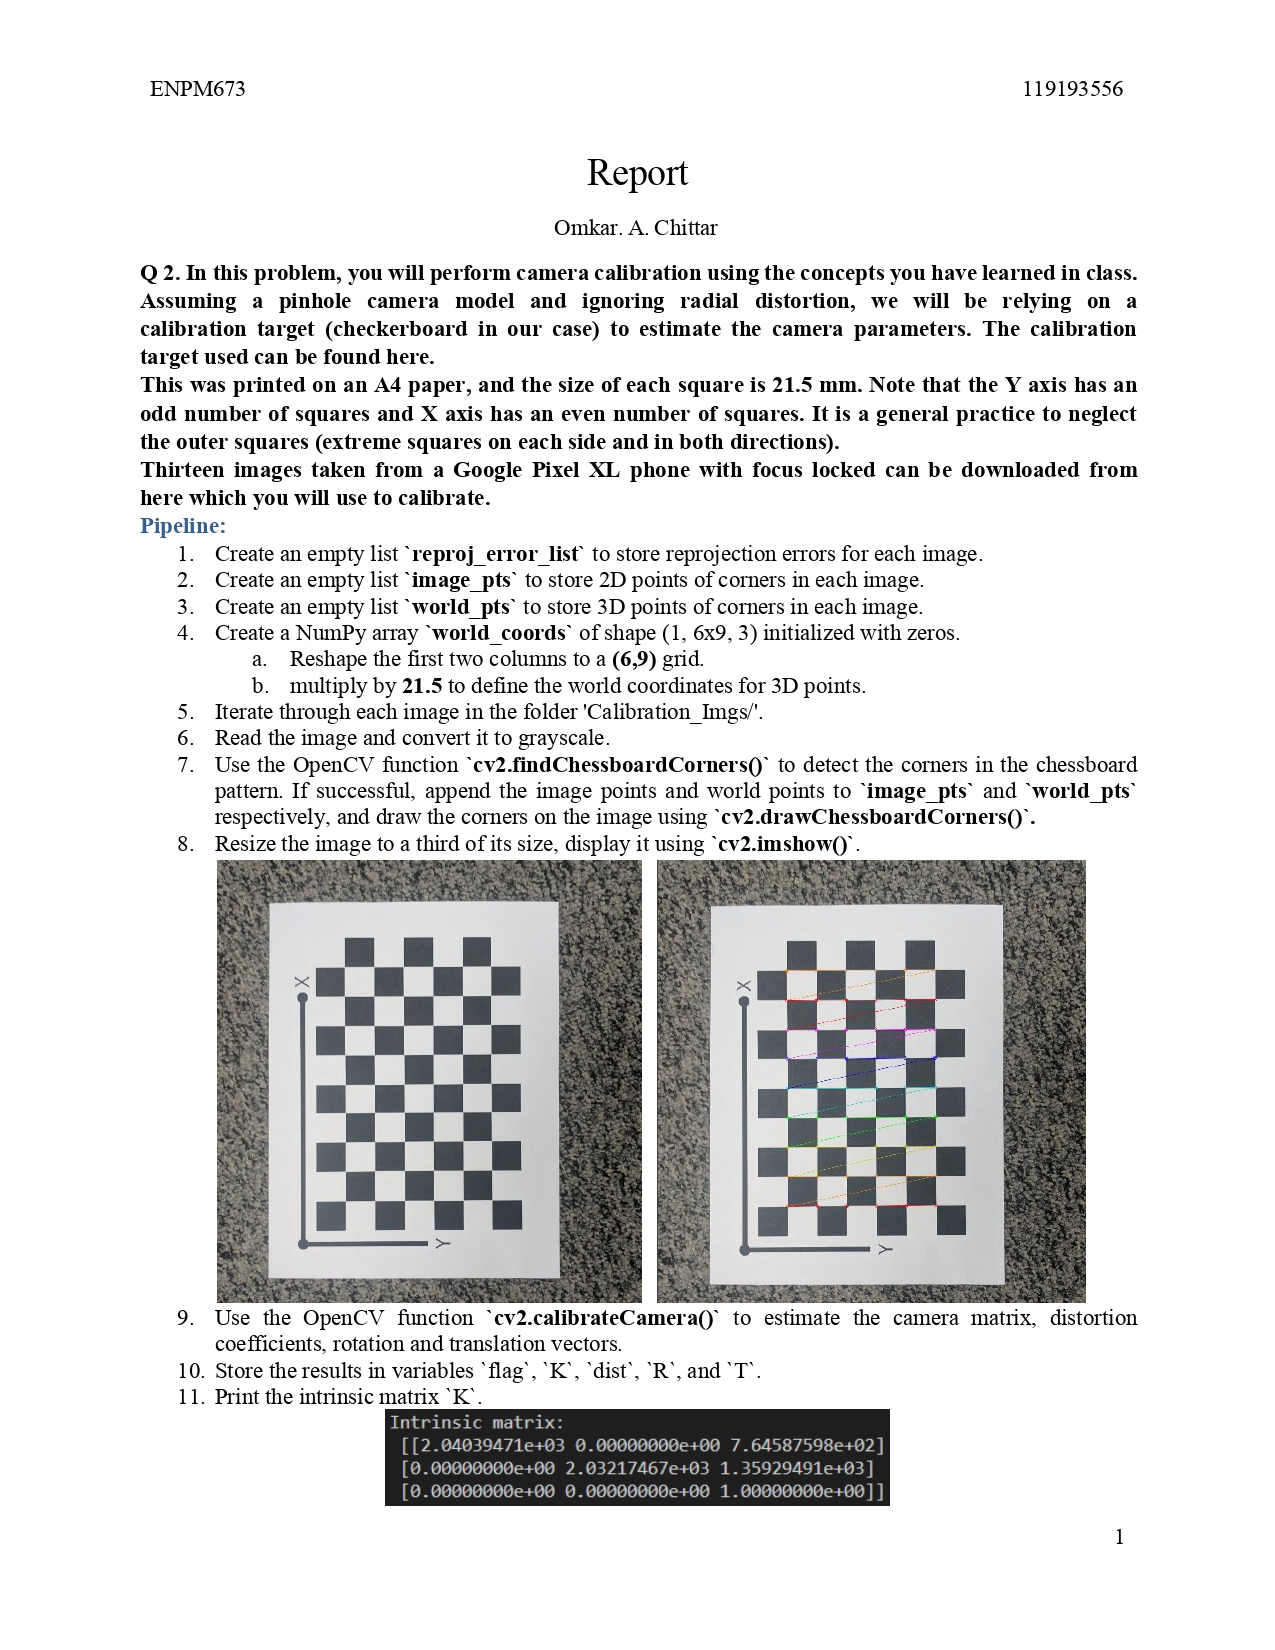 ENPM673 119193556
Report
Omkar. A. Chittar
Q 2. In this problem, you will perform camera calibration using the concepts you have learned in class.
Assuming a pinhole camera model and ignoring radial distortion, we will be relying on a
calibration target (checkerboard in our case) to estimate the camera parameters. The calibration
target used can be found here.
This was printed on an A4 paper, and the size of each square is 21.5 mm. Note that the Y axis has an
odd number of squares and X axis has an even number of squares. It is a general practice to neglect
the outer squares (extreme squares on each side and in both directions).
Thirteen images taken from a Google Pixel XL phone with focus locked can be downloaded from
here which you will use to calibrate.
Pipeline:
1. Create an empty list `reproj_error_list` to store reprojection errors for each image.
2. Create an empty list `image_pts` to store 2D points of corners in each image.
3. Create an empty list `world_pts` to store 3D points of corners in each image.
4. Create a NumPy array `world_coords` of shape (1, 6x9, 3) initialized with zeros.
a. Reshape the first two columns to a (6,9) grid.
b. multiply by 21.5 to define the world coordinates for 3D points.
5. Iterate through each image in the folder 'Calibration_Imgs/'.
6. Read the image and convert it to grayscale.
7. Use the OpenCV function `cv2.findChessboardCorners()` to detect the corners in the chessboard
pattern. If successful, append the image points and world points to `image_pts` and `world_pts`
respectively, and draw the corners on the image using `cv2.drawChessboardCorners()`.
8. Resize the image to a third of its size, display it using `cv2.imshow()`.
X
Y
X
Y
9. Use the OpenCV function `cv2.calibrateCamera()` to estimate the camera matrix, distortion
coefficients, rotation and translation vectors.
10. Store the results in variables `flag`, `K`, `dist`, `R`, and `T`.
11. Print the intrinsic matrix `K`.
Intrinsic matrix:
[[2.04039471e+03 0.00000000e+00 7.64587598e+02]
[0.00000000e+00 2.03217467e+03 1.35929491e+03]
[0.00000000e+00 0.00000000e+00 1.00000000e+00]]
1